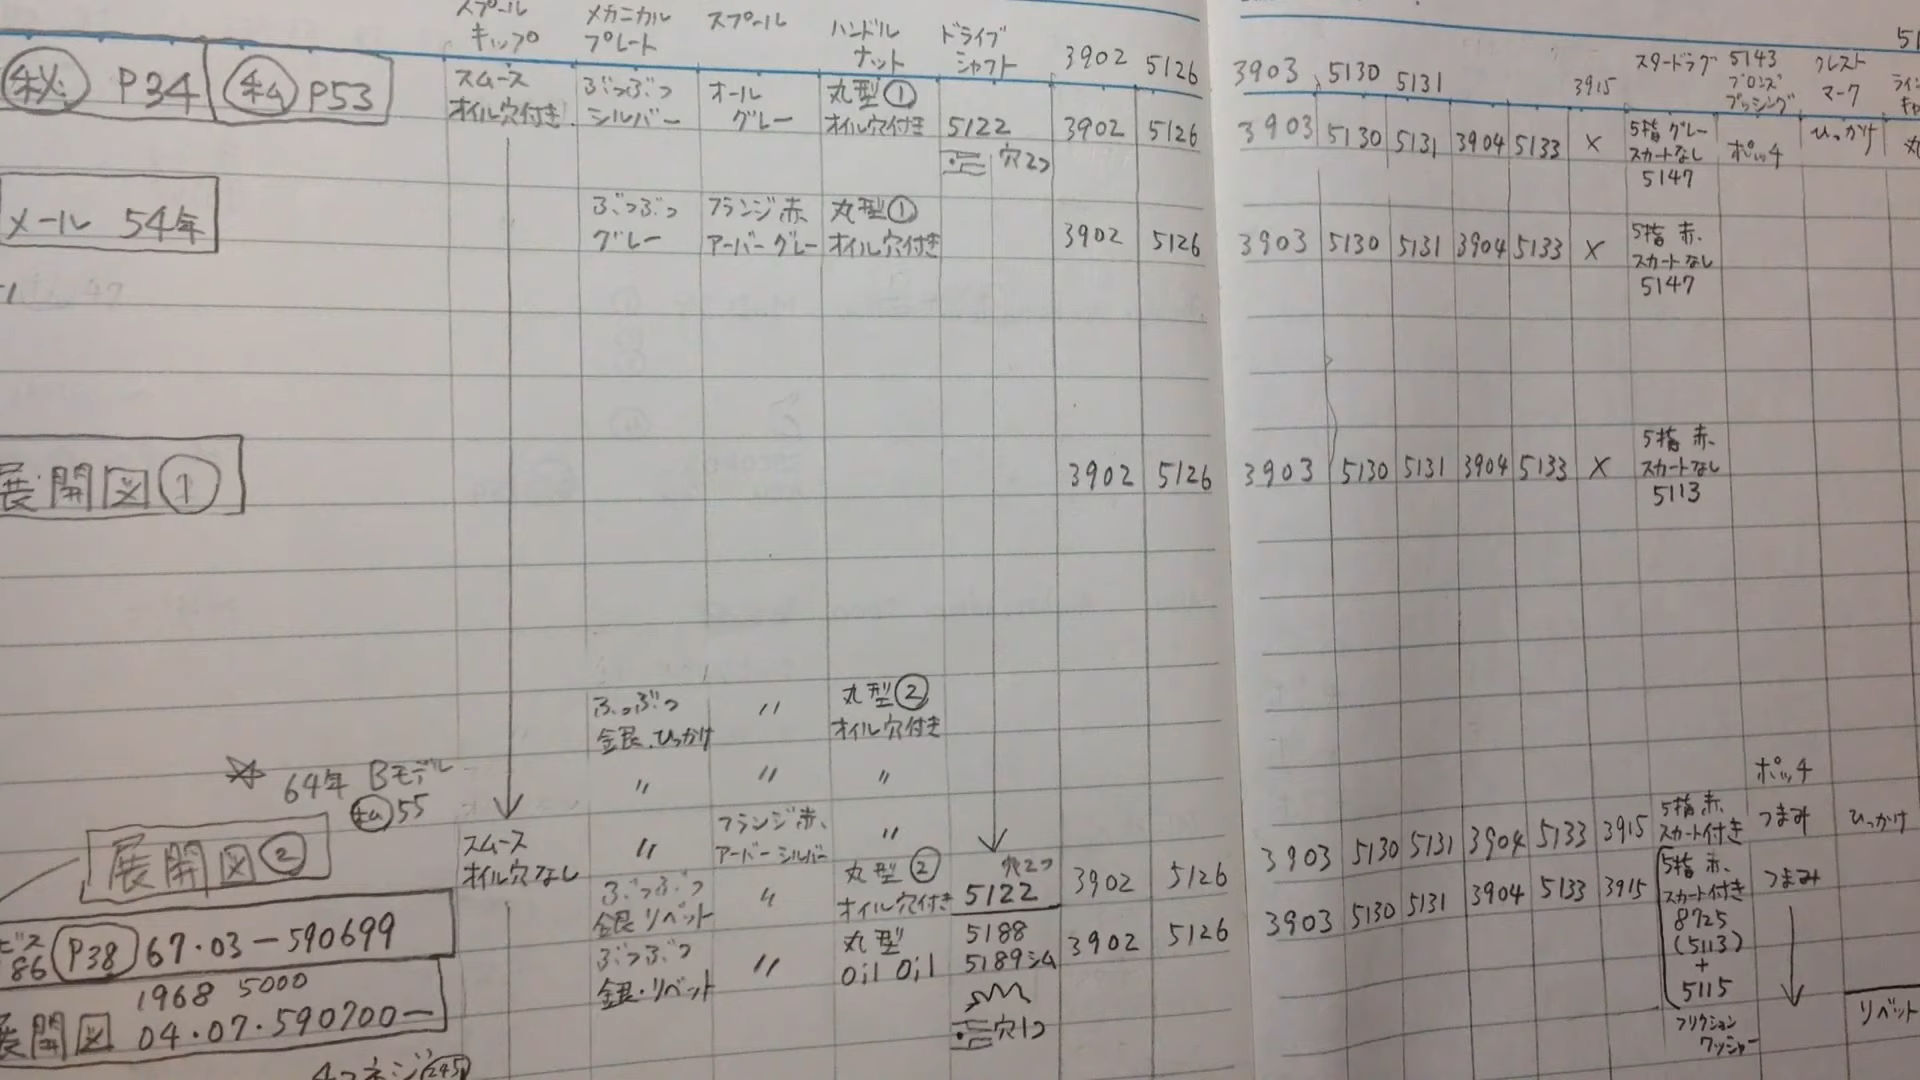 スプール キャップ メカニカル プレート スプール ハンドル ナット ドライブ シャフト 3902 5126 3903 5130 5131 3915 スタードラグ 5143 ブロンズ ブッシング クレスト マーク
P34 P53 スムース オイル穴付き ぶつぶつ シルバー オール グレー 丸型① オイル穴付き 5122 3902 5126 3903 5130 5131 3904 5133 × 5指 グレー スカートなし 5147 ポッチ ひっかけ
穴2つ
メール 54年 ぶつぶつ グレー フランジ赤、 アーバーグレー 丸型① オイル穴付き 3902 5126 3903 5130 5131 3904 5133 × 5指 赤、 スカートなし 5147
展開図① 3902 5126 3903 5130 5131 3904 5133 × 5指 赤、 スカートなし 5113
ぶつぶつ 金銀、ひっかけ 〃 丸型② オイル穴付き
☆ 64年 Bモデル 55 〃 〃 〃 ポッチ
展開図② スムース オイル穴なし 〃 フランジ赤、 アーバーシルバー 〃 3903 5130 5131 3904 5133 3915 5指 赤、 スカート付き つまみ ひっかけ
ぶつぶつ 銀 リベット 〃 丸型② オイル穴付き 穴2つ 5122 3902 5126 3903 5130 5131 3904 5133 3915 5指 赤、 スカート付き 8725 (5113) + 5115 つまみ
86 P38 67・03-590699 ぶつぶつ 銀・リベット 〃 丸型 Oil Oil 5188 5189シム 3902 5126
穴1つ フリクション ワッシャー リベット
1968 5000
展開図 04・07・590700-